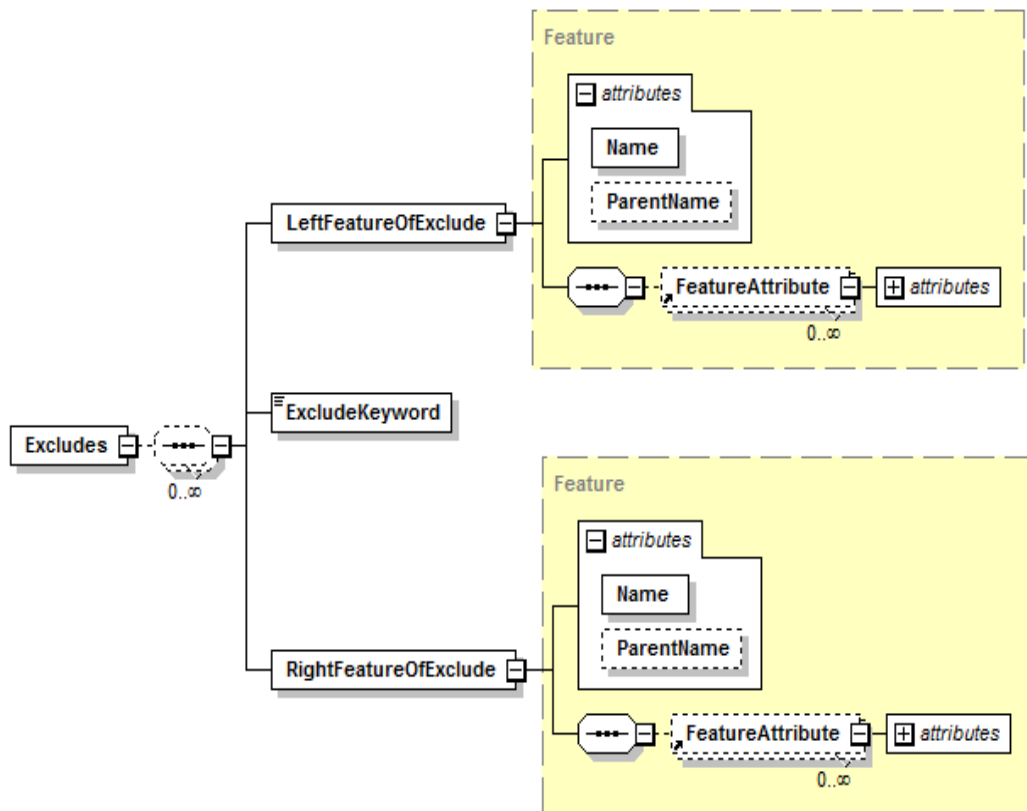 Feature
attributes
Name
ParentName
LeftFeatureOfExclude
FeatureAttribute
attributes
0..∞
ExcludeKeyword
Excludes
0..∞
Feature
attributes
Name
ParentName
RightFeatureOfExclude
FeatureAttribute
attributes
0..∞